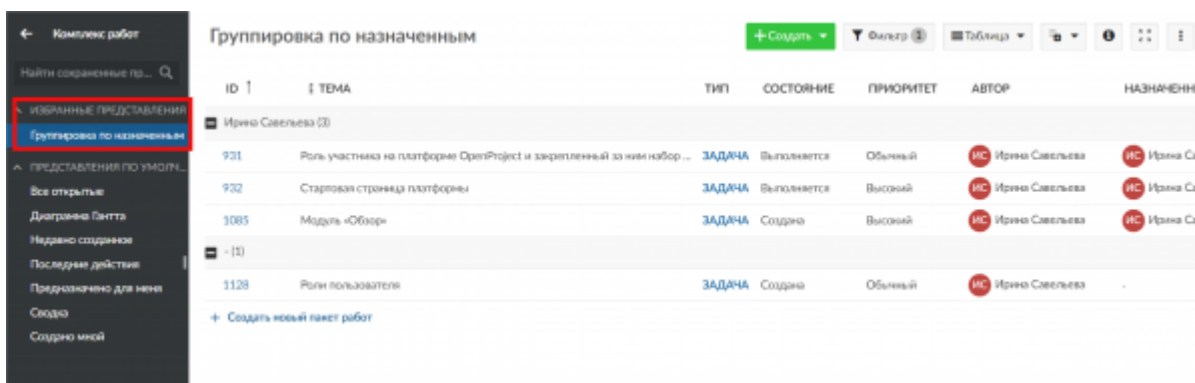 Комплекс работ
Найти сохраненные пр...
ИЗБРАННЫЕ ПРЕДСТАВЛЕНИЯ
Группировка по назначенным
ПРЕДСТАВЛЕНИЯ ПО УМОЛЧ...
Все открытые
Диаграмма Гантта
Недавно созданное
Последние действия
Предназначено для меня
Сводка
Создано мной
Группировка по назначенным
+ Создать
Фильтр 1
Таблица
ID ТЕМА ТИП СОСТОЯНИЕ ПРИОРИТЕТ АВТОР НАЗНАЧЕНН
Ирина Савельева (3)
931 Роль участника на платформе OpenProject и закрепленный за ним набор ... ЗАДАЧА Выполняется Обычный ИС Ирина Савельева ИС Ирина Са
932 Стартовая страница платформы ЗАДАЧА Выполняется Высокий ИС Ирина Савельева ИС Ирина Са
1085 Модуль «Обзор» ЗАДАЧА Создана Высокий ИС Ирина Савельева ИС Ирина Са
- (1)
1128 Роли пользователя ЗАДАЧА Создана Обычный ИС Ирина Савельева -
+ Создать новый пакет работ